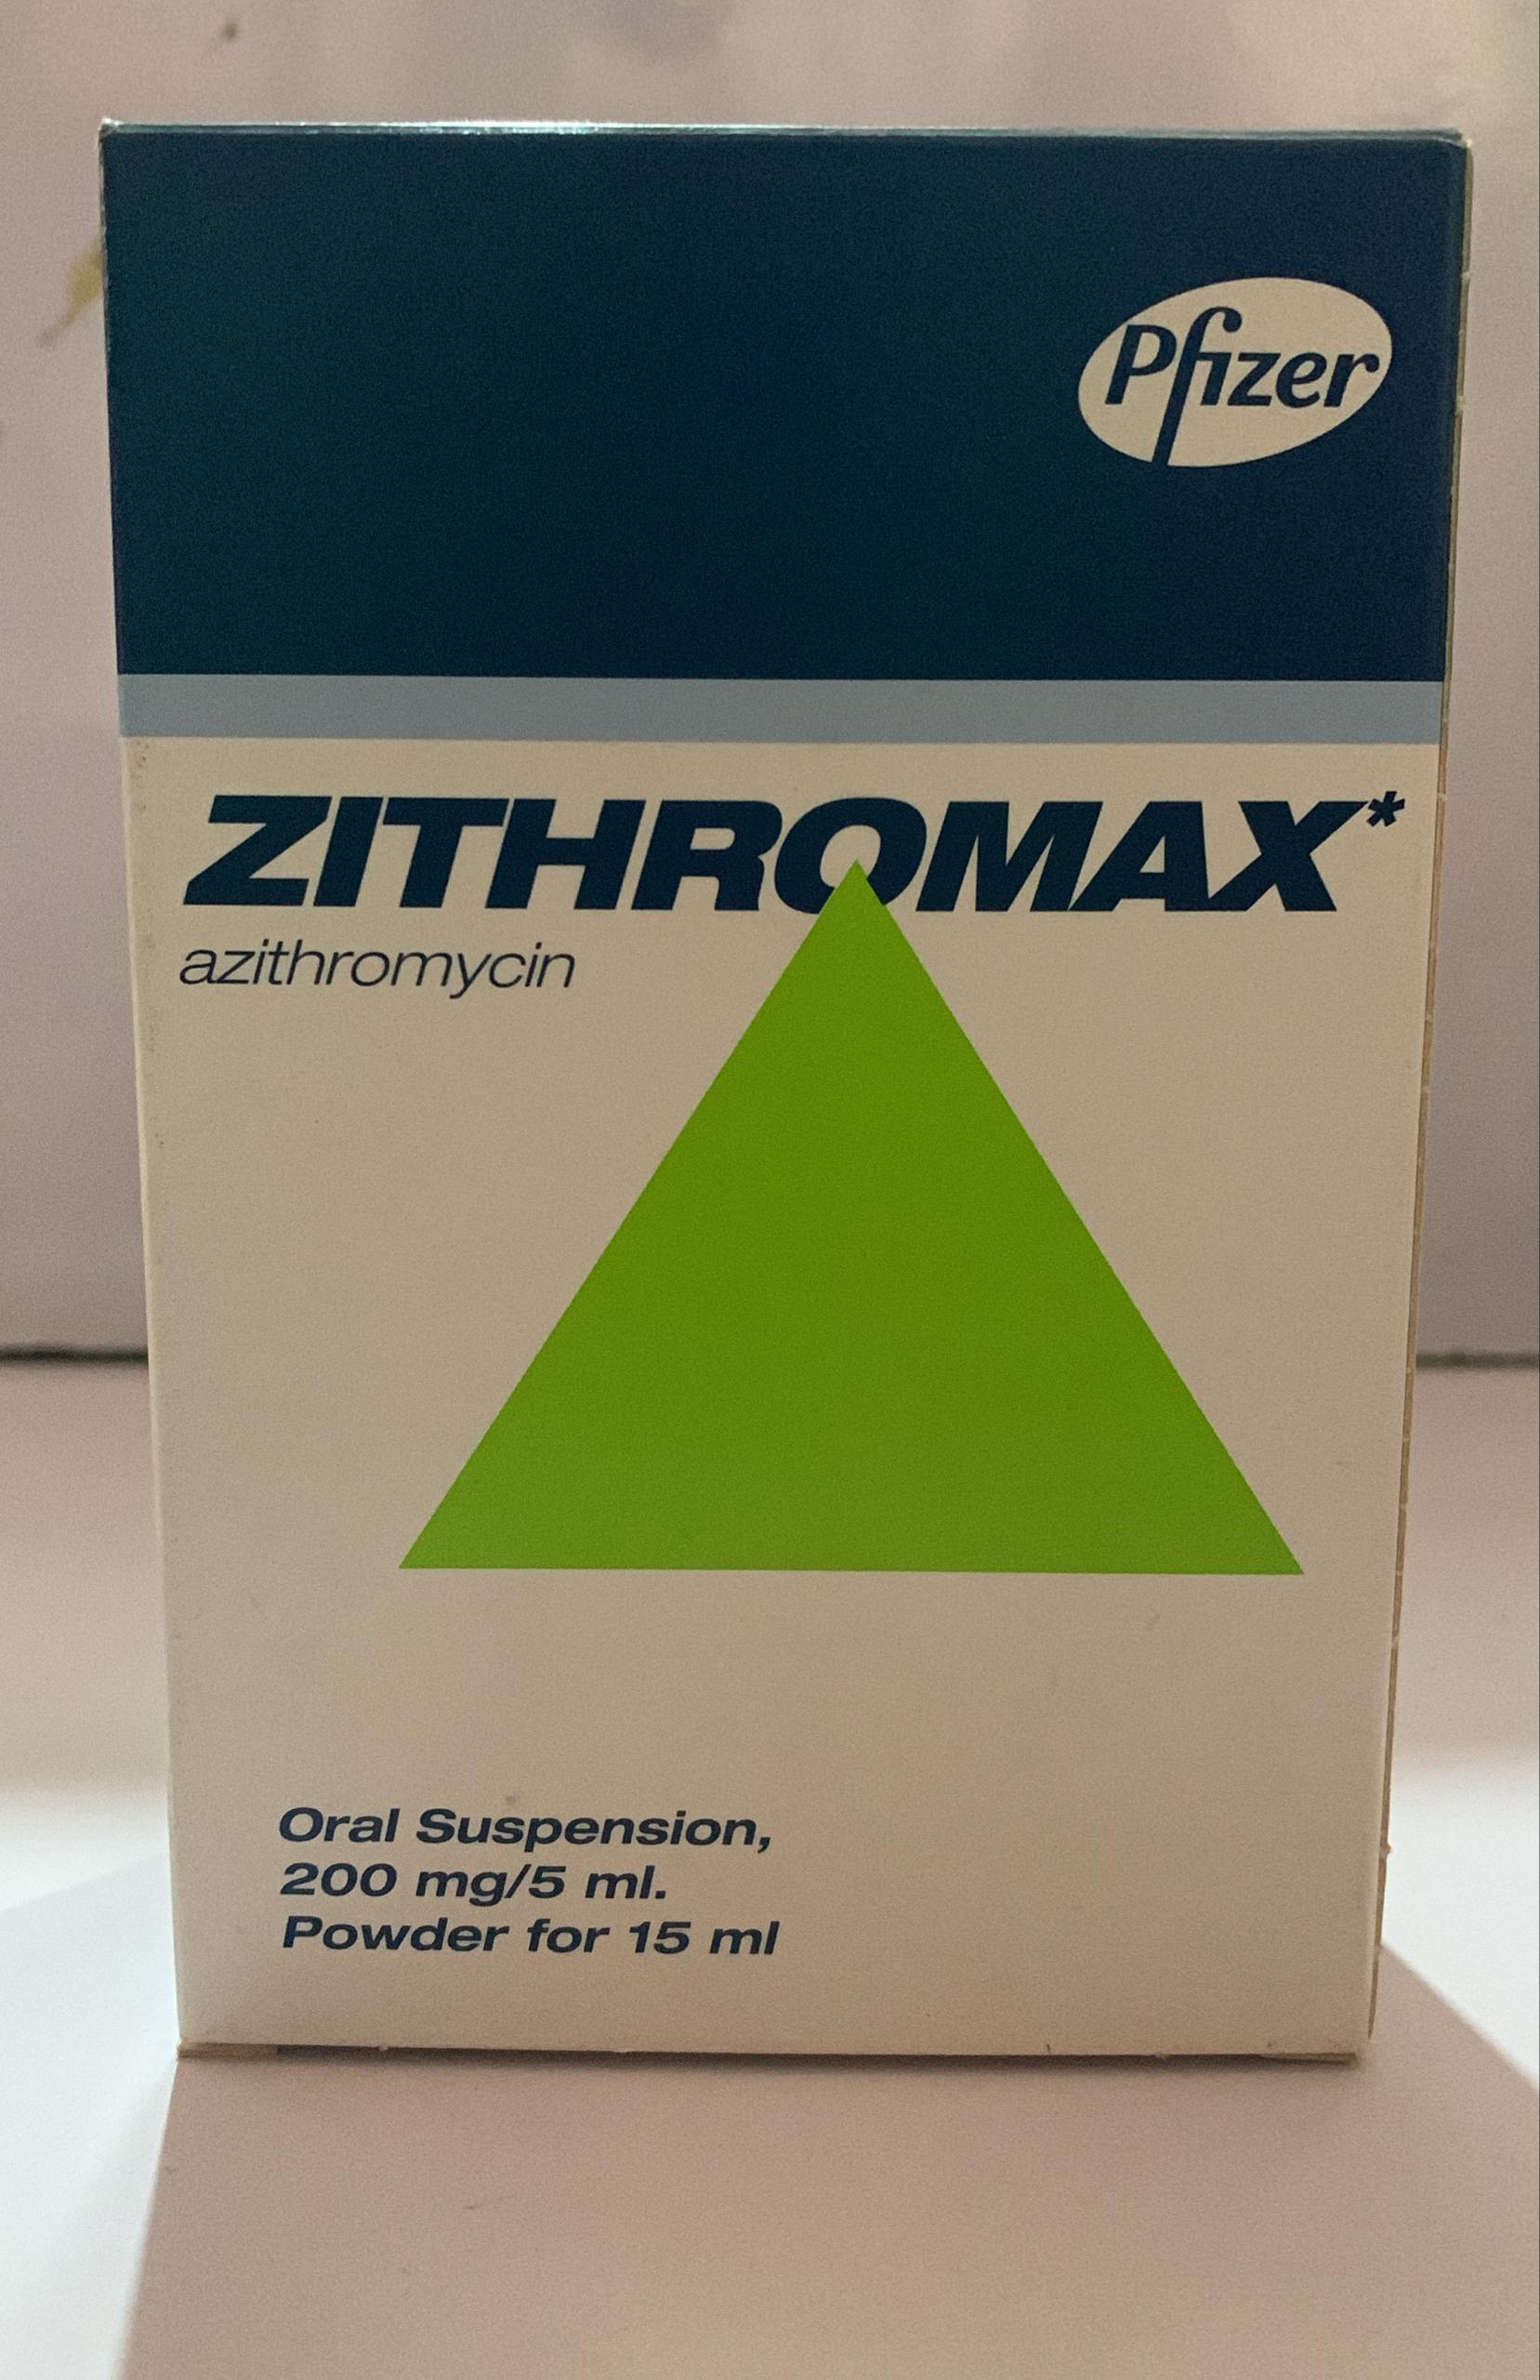 Pfizer
ZITHROMAX*
azithromycin
Oral Suspension,
200 mg/5 ml.
Powder for 15 ml